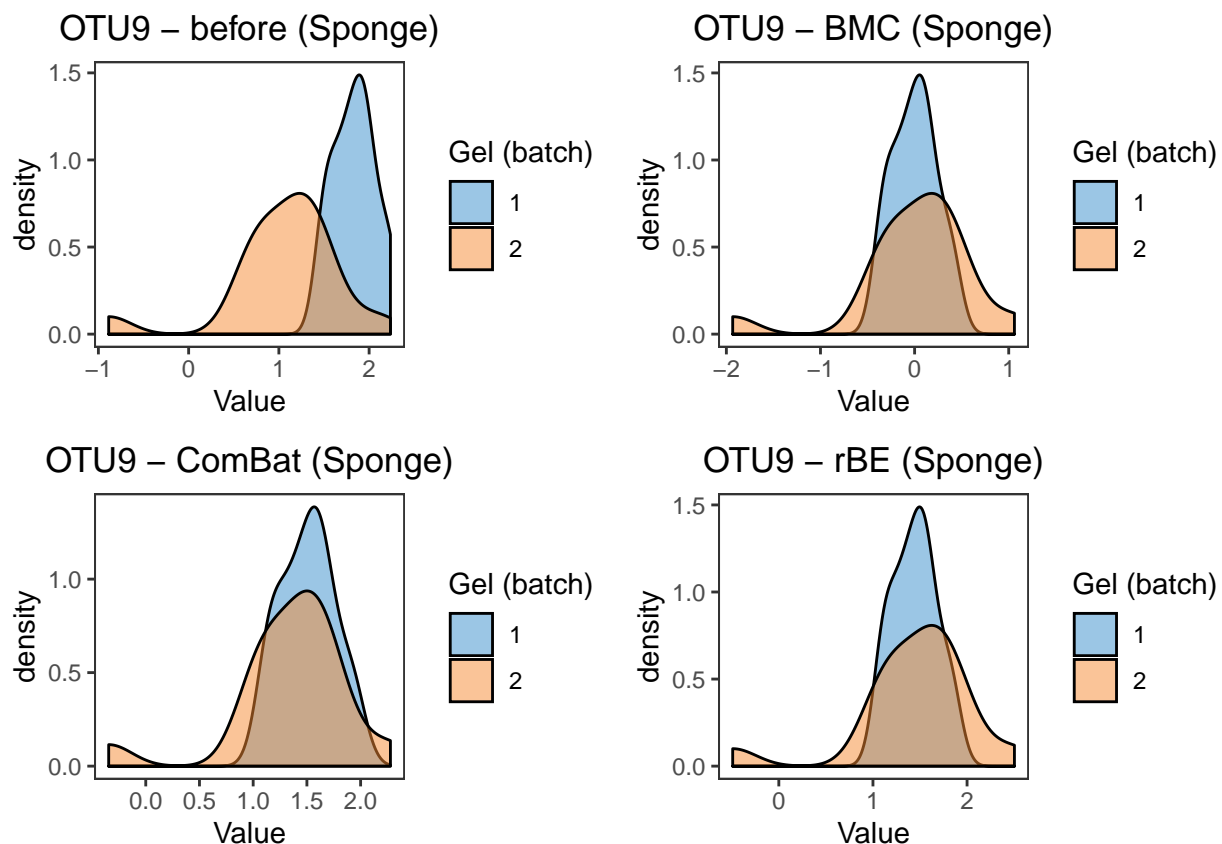 OTU9 – before (Sponge)
1.5
1.0
0.5
0.0
density
−1 0 1 2
Value
Gel (batch)
1
2
OTU9 – BMC (Sponge)
1.5
1.0
0.5
0.0
density
−2 −1 0 1
Value
Gel (batch)
1
2
OTU9 – ComBat (Sponge)
1.0
0.5
0.0
density
0.0 0.5 1.0 1.5 2.0
Value
Gel (batch)
1
2
OTU9 – rBE (Sponge)
1.5
1.0
0.5
0.0
density
0 1 2
Value
Gel (batch)
1
2